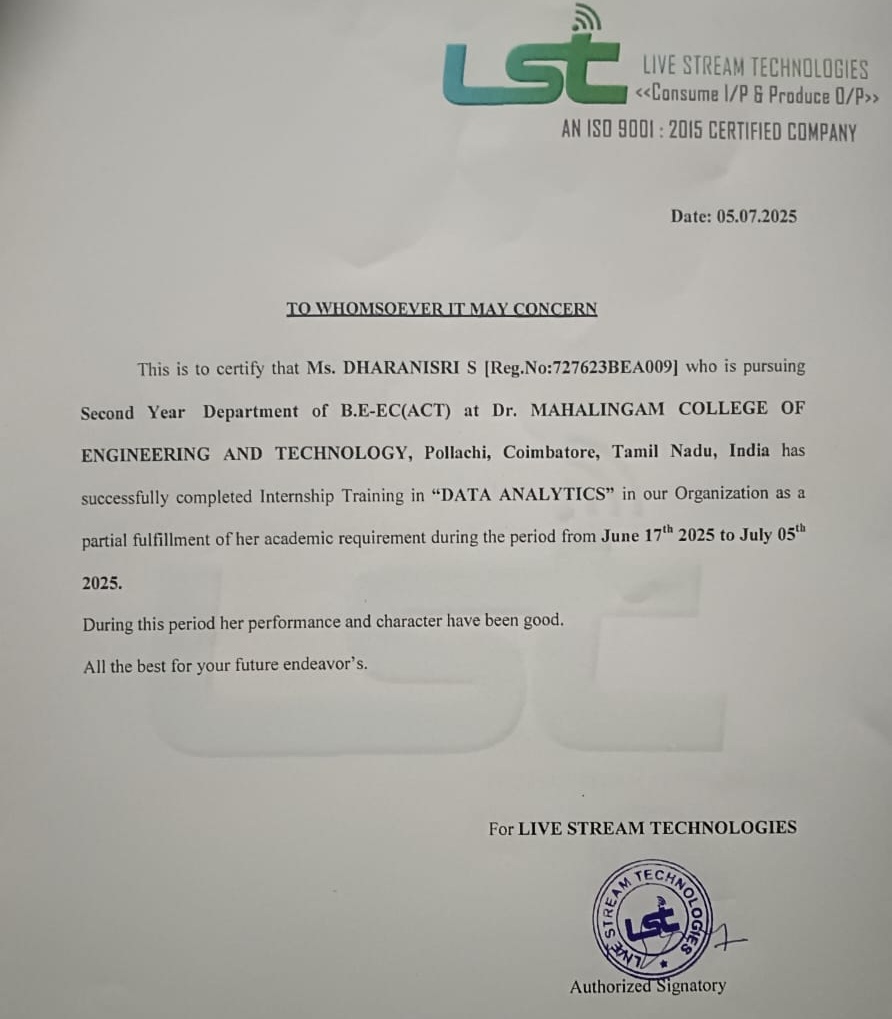 LST LIVE STREAM TECHNOLOGIES
<<Consume I/P & Produce O/P>>
AN ISO 9001 : 2015 CERTIFIED COMPANY
Date: 05.07.2025
TO WHOMSOEVER IT MAY CONCERN
This is to certify that Ms. DHARANISRI S [Reg.No:727623BEA009] who is pursuing
Second Year Department of B.E-EC(ACT) at Dr. MAHALINGAM COLLEGE OF
ENGINEERING AND TECHNOLOGY, Pollachi, Coimbatore, Tamil Nadu, India has
successfully completed Internship Training in “DATA ANALYTICS” in our Organization as a
partial fulfillment of her academic requirement during the period from June 17th 2025 to July 05th
2025.
During this period her performance and character have been good.
All the best for your future endeavor’s.
For LIVE STREAM TECHNOLOGIES
LIVE STREAM TECHNOLOGIES
LST
Authorized Signatory